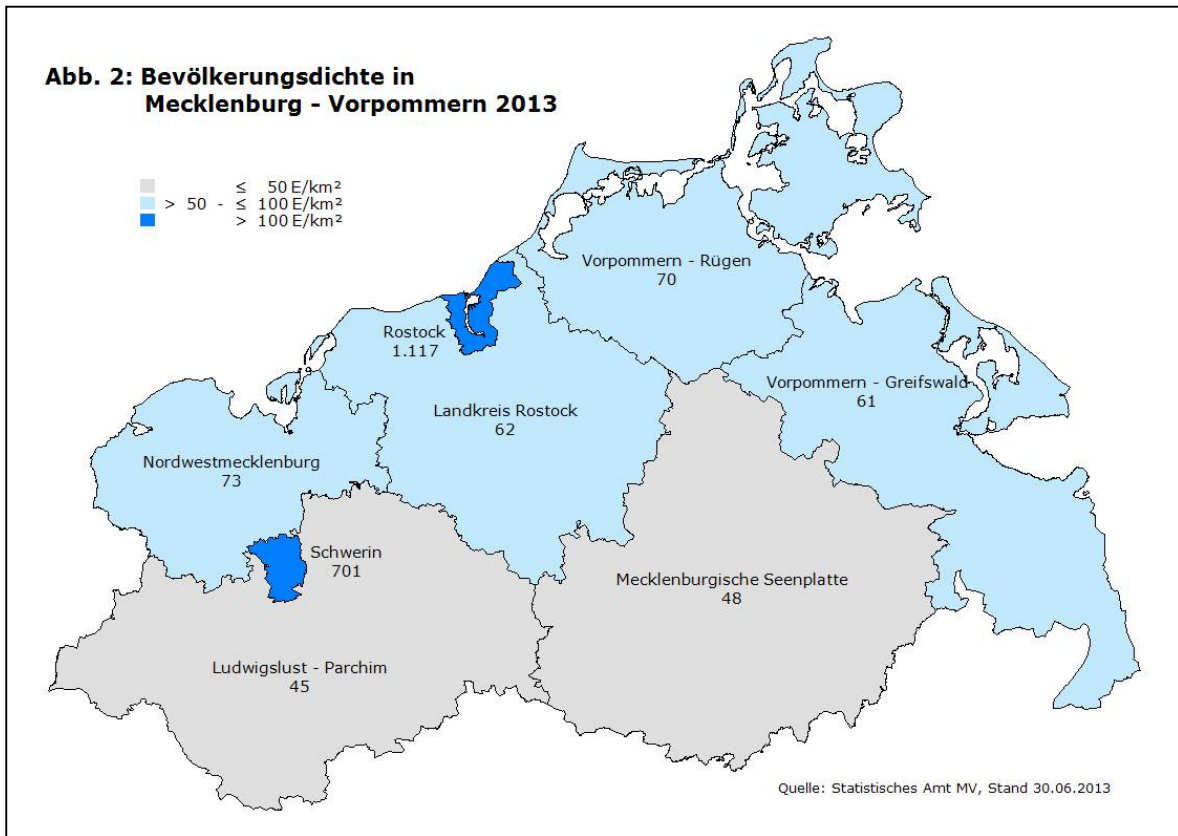 Abb. 2: Bevölkerungsdichte in
Mecklenburg - Vorpommern 2013
≤ 50 E/km²
> 50 - ≤ 100 E/km²
> 100 E/km²
Vorpommern - Rügen
70
Rostock
1.117
Vorpommern - Greifswald
61
Landkreis Rostock
62
Nordwestmecklenburg
73
Schwerin
701
Mecklenburgische Seenplatte
48
Ludwigslust - Parchim
45
Quelle: Statistisches Amt MV, Stand 30.06.2013